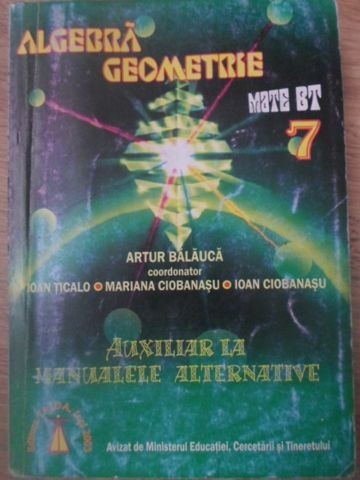 ALGEBRĂ
GEOMETRIE
MATE BT
7
ARTUR BĂLĂUCĂ
coordonator
IOAN ȚICALO • MARIANA CIOBANAȘU • IOAN CIOBANAȘU
AUXILIAR LA
MANUALELE ALTERNATIVE
Avizat de Ministerul Educației, Cercetării și Tineretului